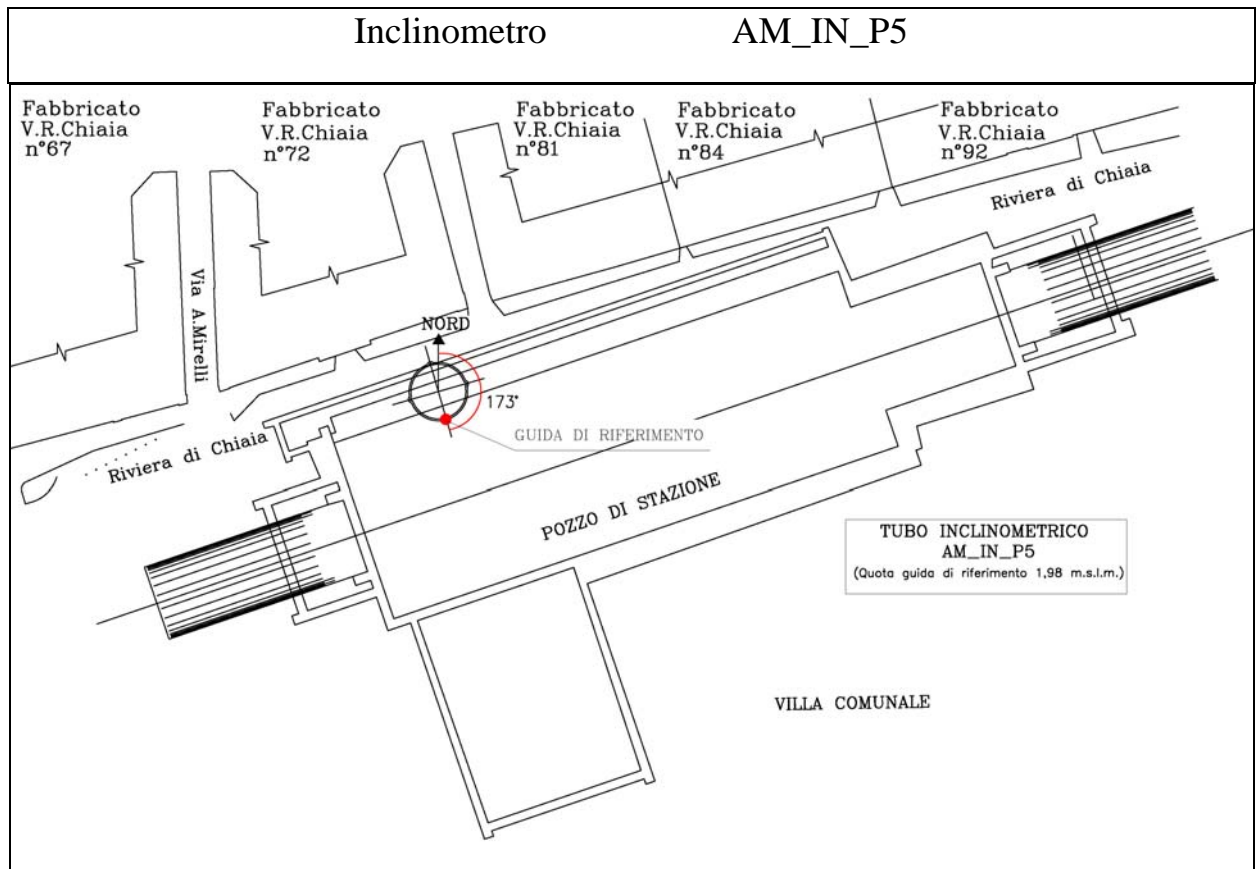 Inclinometro AM_IN_P5
Fabbricato
V.R.Chiaia
n°67
Fabbricato
V.R.Chiaia
n°72
Fabbricato
V.R.Chiaia
n°81
Fabbricato
V.R.Chiaia
n°84
Fabbricato
V.R.Chiaia
n°92
Riviera di Chiaia
Via A.Mirelli
NORD
173°
GUIDA DI RIFERIMENTO
Riviera di Chiaia
POZZO DI STAZIONE
TUBO INCLINOMETRICO
AM_IN_P5
(Quota guida di riferimento 1,98 m.s.l.m.)
VILLA COMUNALE